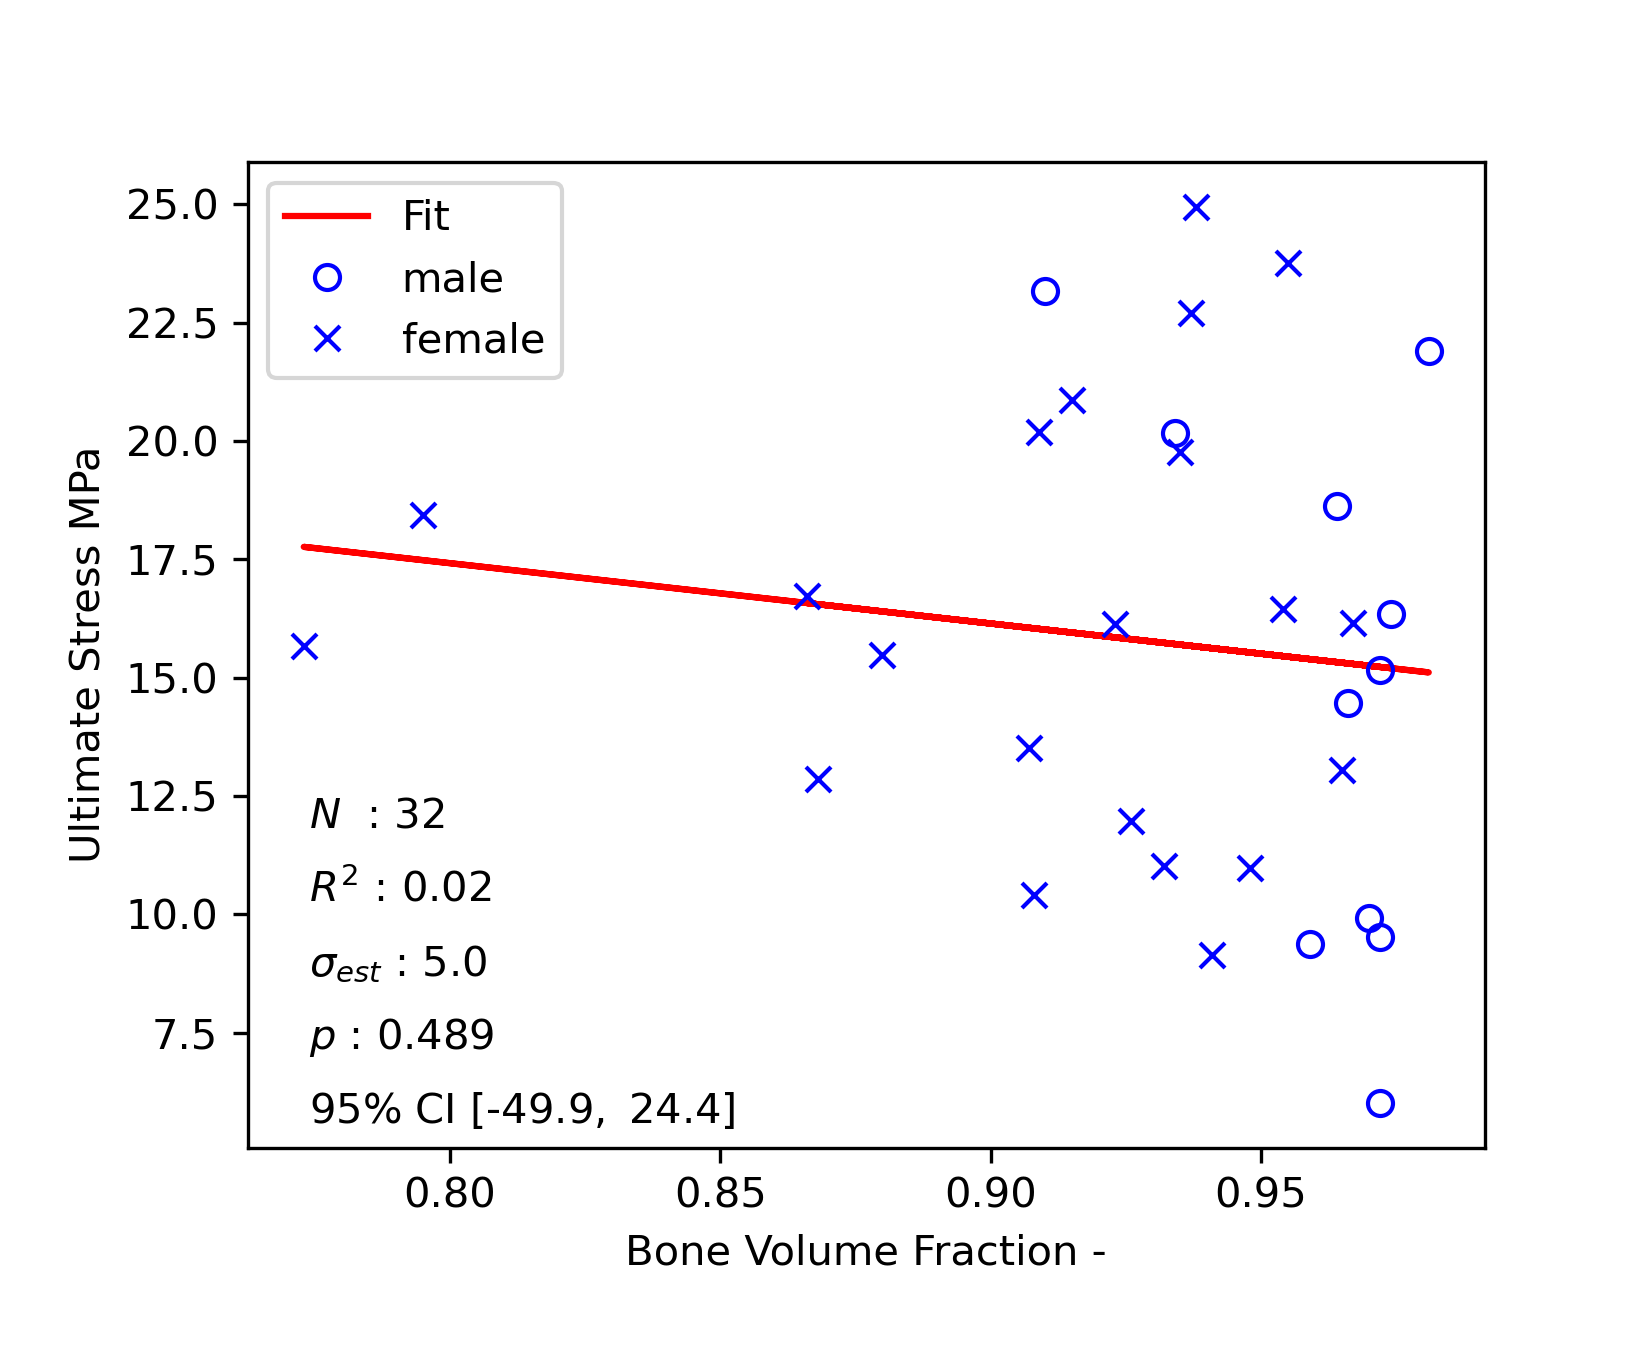 25.0
22.5
20.0
17.5
15.0
12.5
10.0
7.5
Ultimate Stress MPa
Fit
male
female
N : 32
R² : 0.02
σest : 5.0
p : 0.489
95% CI [-49.9, 24.4]
0.80 0.85 0.90 0.95
Bone Volume Fraction -